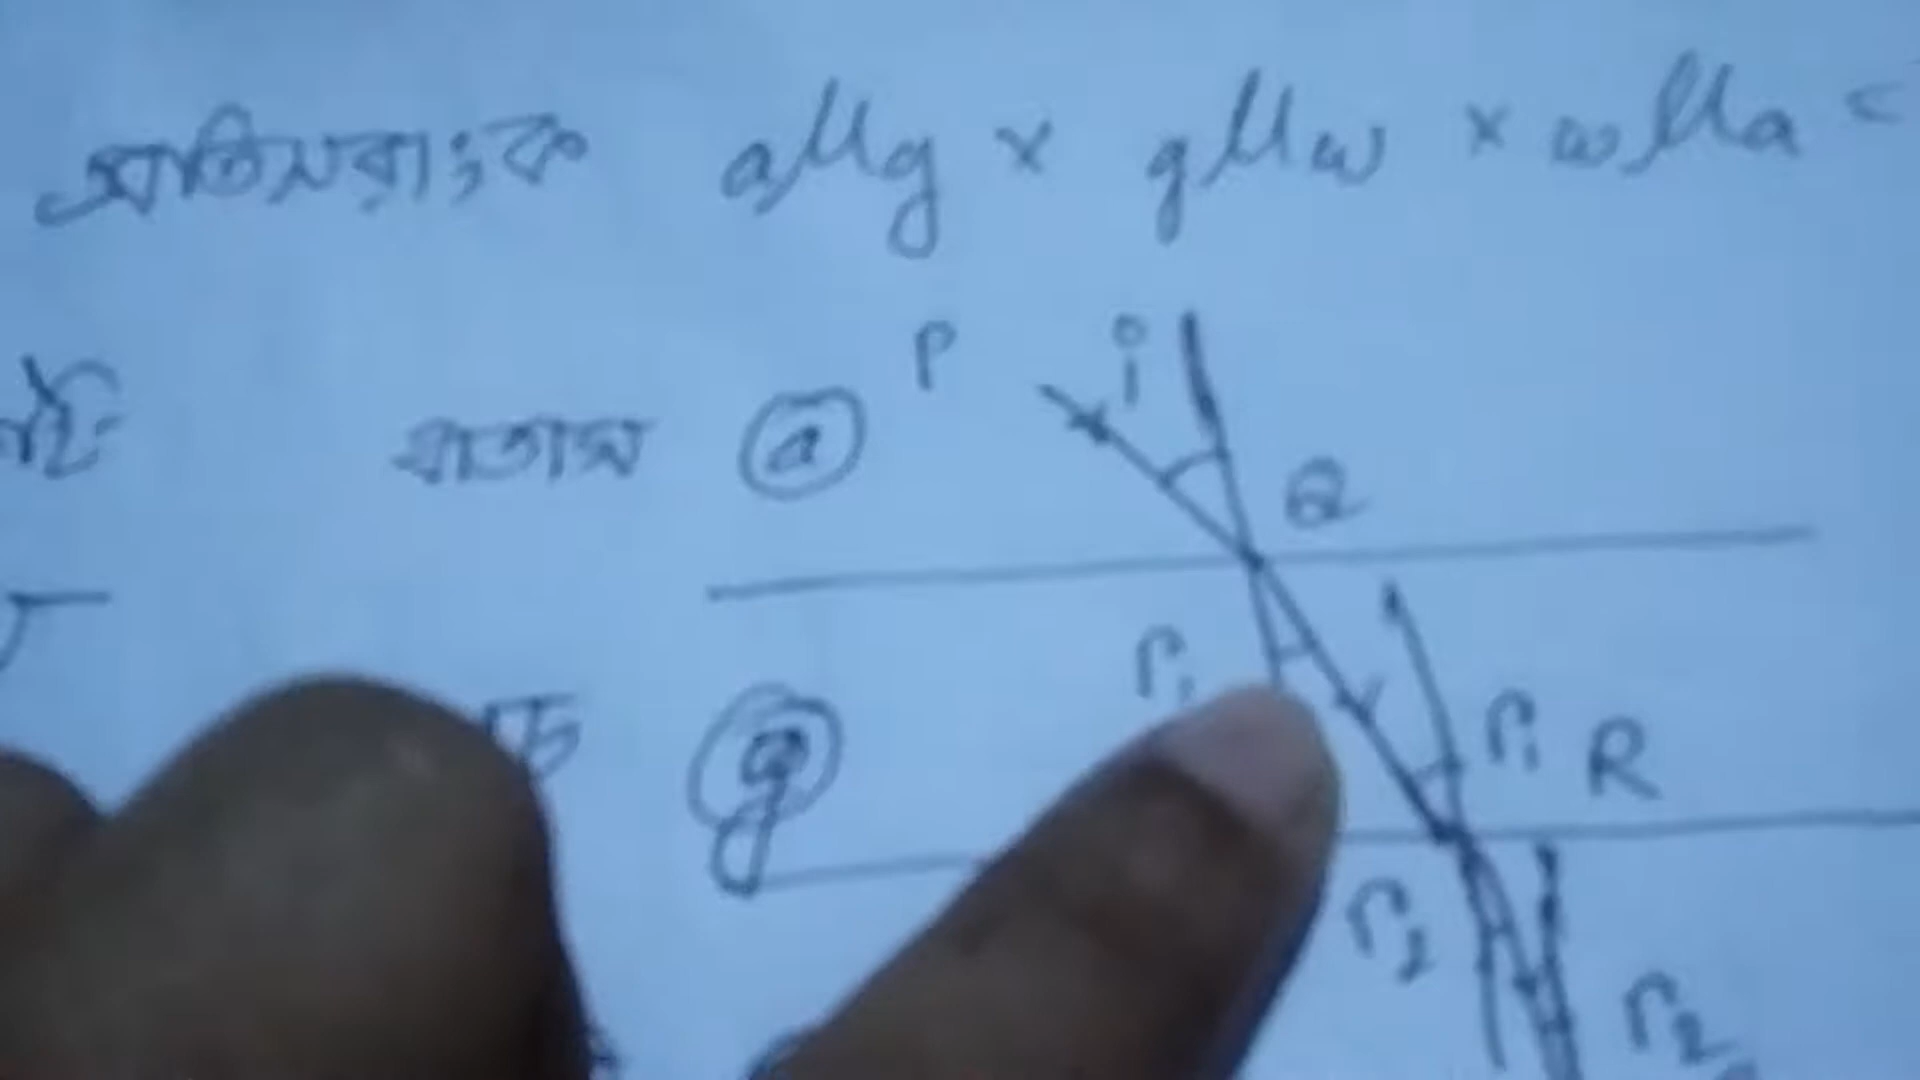 প্রতিসরাংক aμg × gμw × wμa =
P i
বাতাস a
Q
r₁
g
r₁ R
r₂
r₂